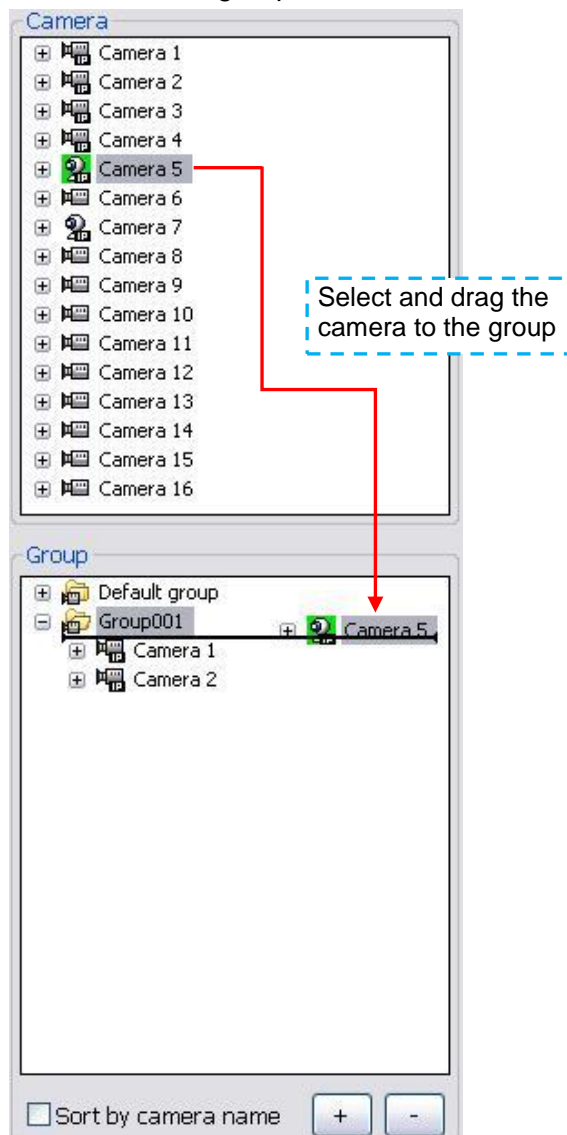 Camera
Camera 1
Camera 2
Camera 3
Camera 4
Camera 5
Camera 6
Camera 7
Camera 8
Camera 9
Camera 10
Camera 11
Camera 12
Camera 13
Camera 14
Camera 15
Camera 16
Select and drag the
camera to the group
Group
Default group
Group001
Camera 5
Camera 1
Camera 2
Sort by camera name + -